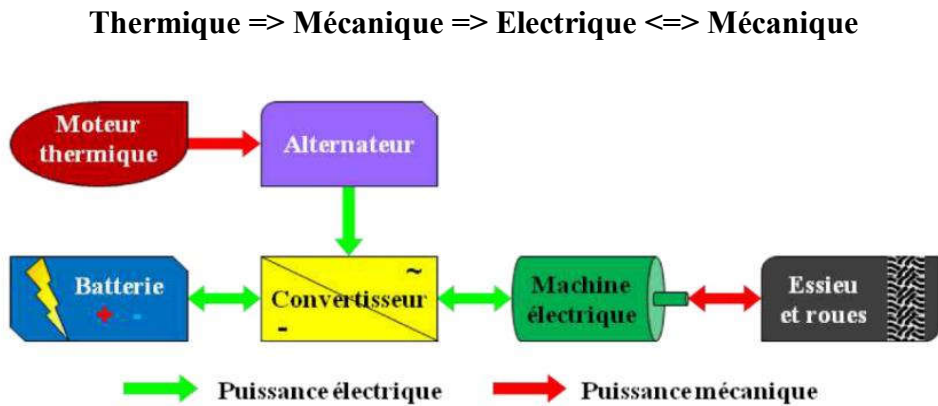 Thermique => Mécanique => Electrique <=> Mécanique
Moteur
thermique
Alternateur
Batterie
+ -
~
Convertisseur
-
Machine
électrique
Essieu
et roues
Puissance électrique
Puissance mécanique